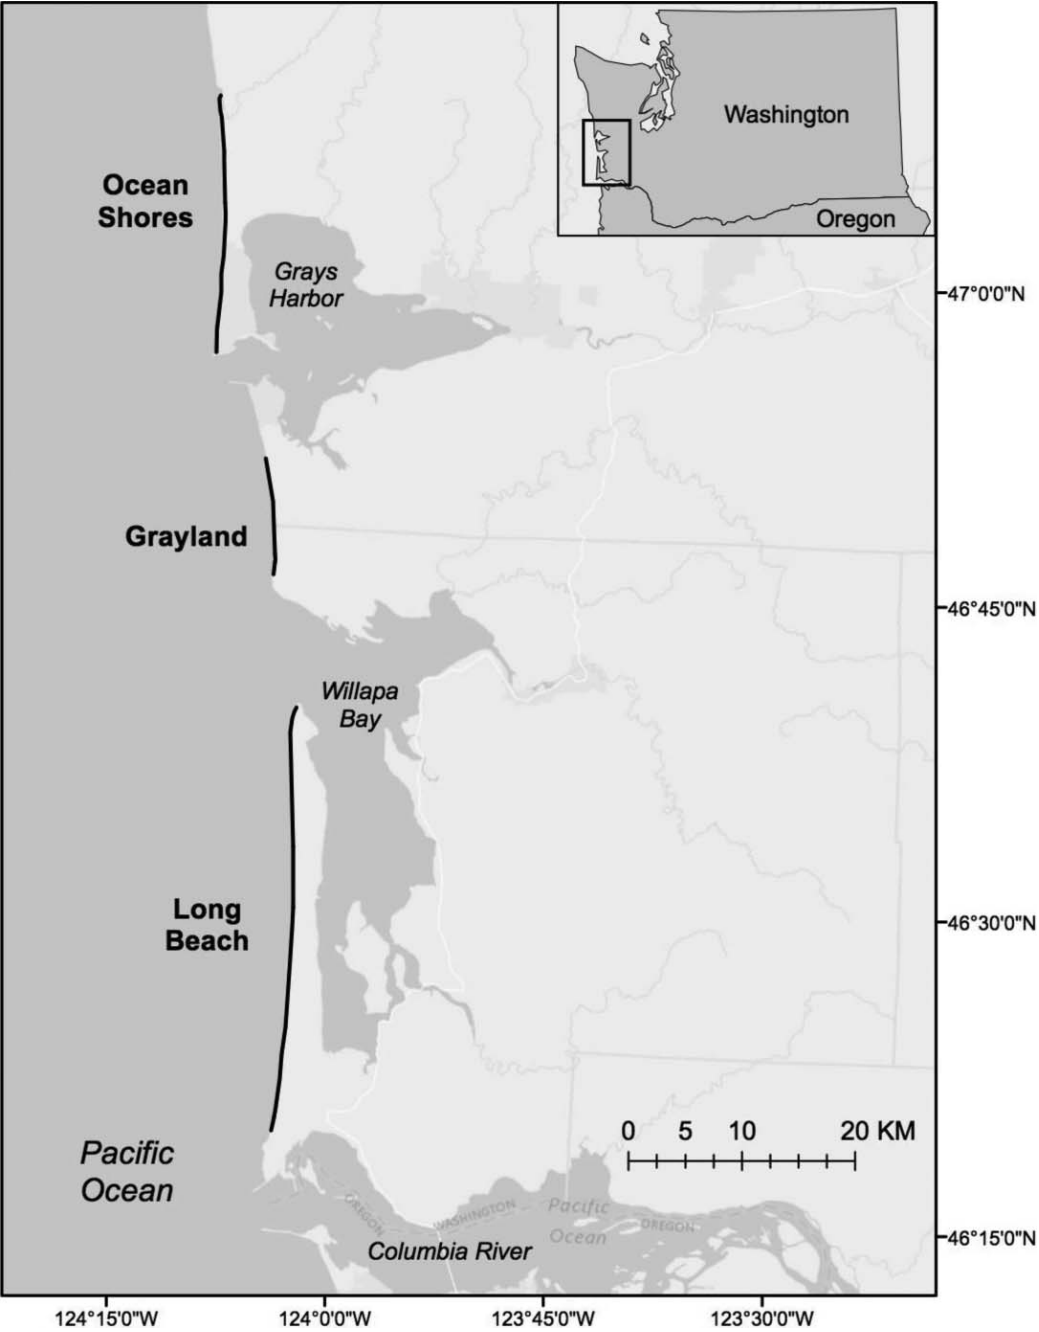 Washington
Oregon
Ocean
Shores
Grays
Harbor
47°0'0"N
Grayland
46°45'0"N
Willapa
Bay
Long
Beach
46°30'0"N
0 5 10 20 KM
Pacific
Ocean
OREGON
WASHINGTON
Pacific
Ocean
OREGON
Columbia River
46°15'0"N
124°15'0"W 124°0'0"W 123°45'0"W 123°30'0"W